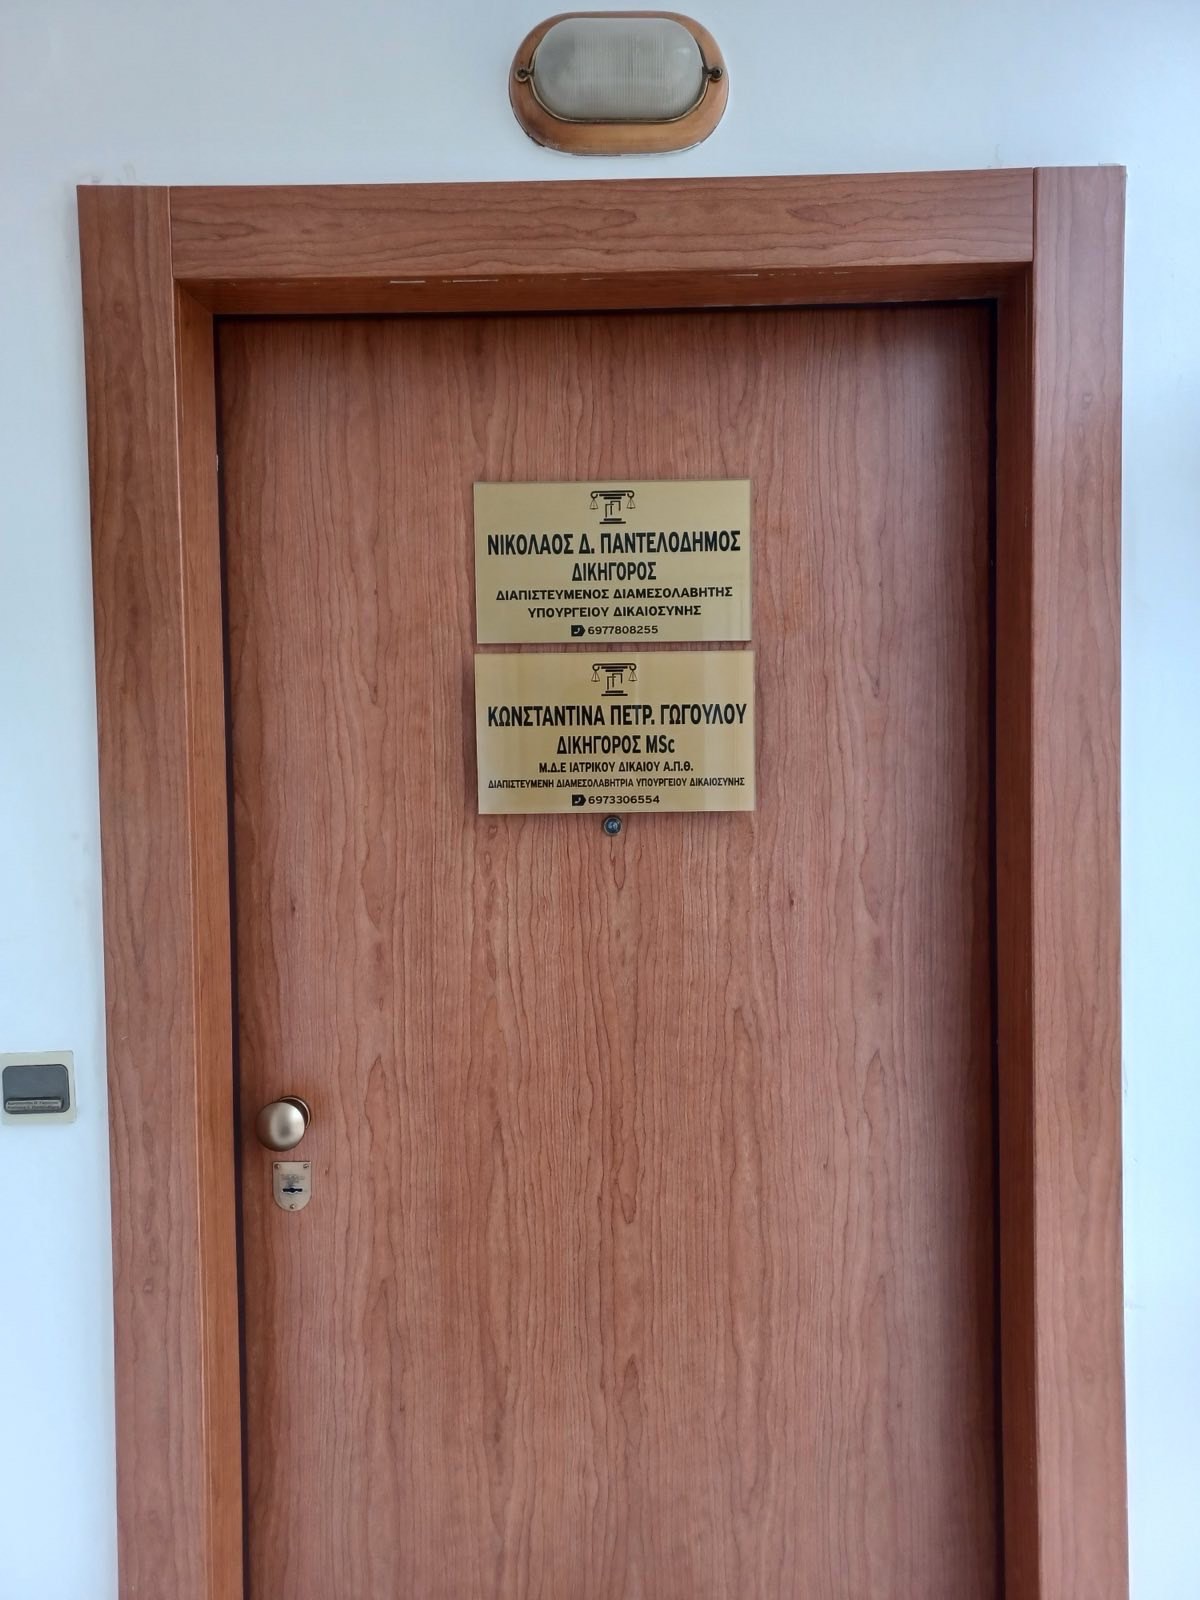 ΝΙΚΟΛΑΟΣ Δ. ΠΑΝΤΕΛΟΔΗΜΟΣ
ΔΙΚΗΓΟΡΟΣ
ΔΙΑΠΙΣΤΕΥΜΕΝΟΣ ΔΙΑΜΕΣΟΛΑΒΗΤΗΣ
ΥΠΟΥΡΓΕΙΟΥ ΔΙΚΑΙΟΣΥΝΗΣ
6977808255
ΚΩΝΣΤΑΝΤΙΝΑ ΠΕΤΡ. ΓΩΓΟΥΛΟΥ
ΔΙΚΗΓΟΡΟΣ MSc
Μ.Δ.Ε ΙΑΤΡΙΚΟΥ ΔΙΚΑΙΟΥ Α.Π.Θ.
ΔΙΑΠΙΣΤΕΥΜΕΝΗ ΔΙΑΜΕΣΟΛΑΒΗΤΡΙΑ ΥΠΟΥΡΓΕΙΟΥ ΔΙΚΑΙΟΣΥΝΗΣ
6973306554